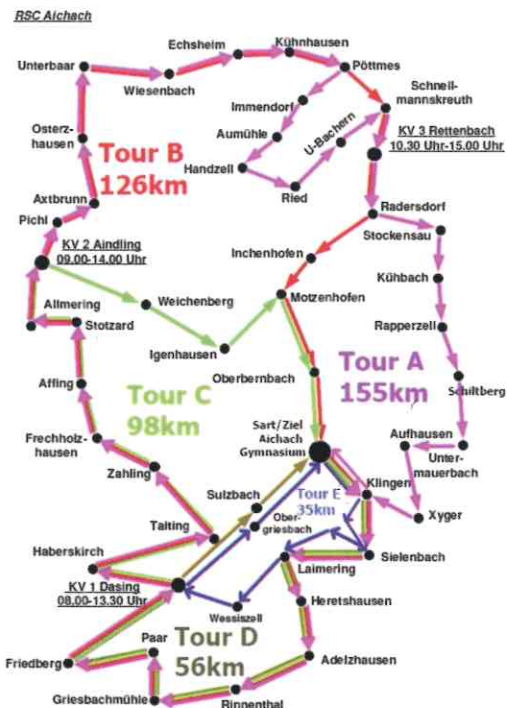 RSC Aichach
Echsheim
Kühnhausen
Unterbaar
Wiesenbach
Pöttmes
Schnell-
mannskreuth
Immendorf
Aumühle
U-Bachern
KV 3 Rettenbach
10.30 Uhr-15.00 Uhr
Osterz-
hausen
Tour B
126km
Handzell
Ried
Axtbrunn
Pichl
Radersdorf
Stockensau
KV 2 Aindling
09.00-14.00 Uhr
Inchenhofen
Kühbach
Weichenberg
Motzenhofen
Allmering
Stotzard
Rapperzell
Igenhausen
Tour A
155km
Oberbernbach
Schiltberg
Affing
Tour C
98km
Sart/Ziel
Aichach
Gymnasium
Aufhausen
Unter-
mauerbach
Frechholz-
hausen
Zahling
Klingen
Sulzbach
Tour E
35km
Xyger
Ober-
griesbach
Talting
Haberskirch
Sielenbach
Laimering
KV 1 Dasing
08.00-13.30 Uhr
Wessiszell
Heretshausen
Tour D
56km
Paar
Friedberg
Adelzhausen
Griesbachmühle
Rinnenthal